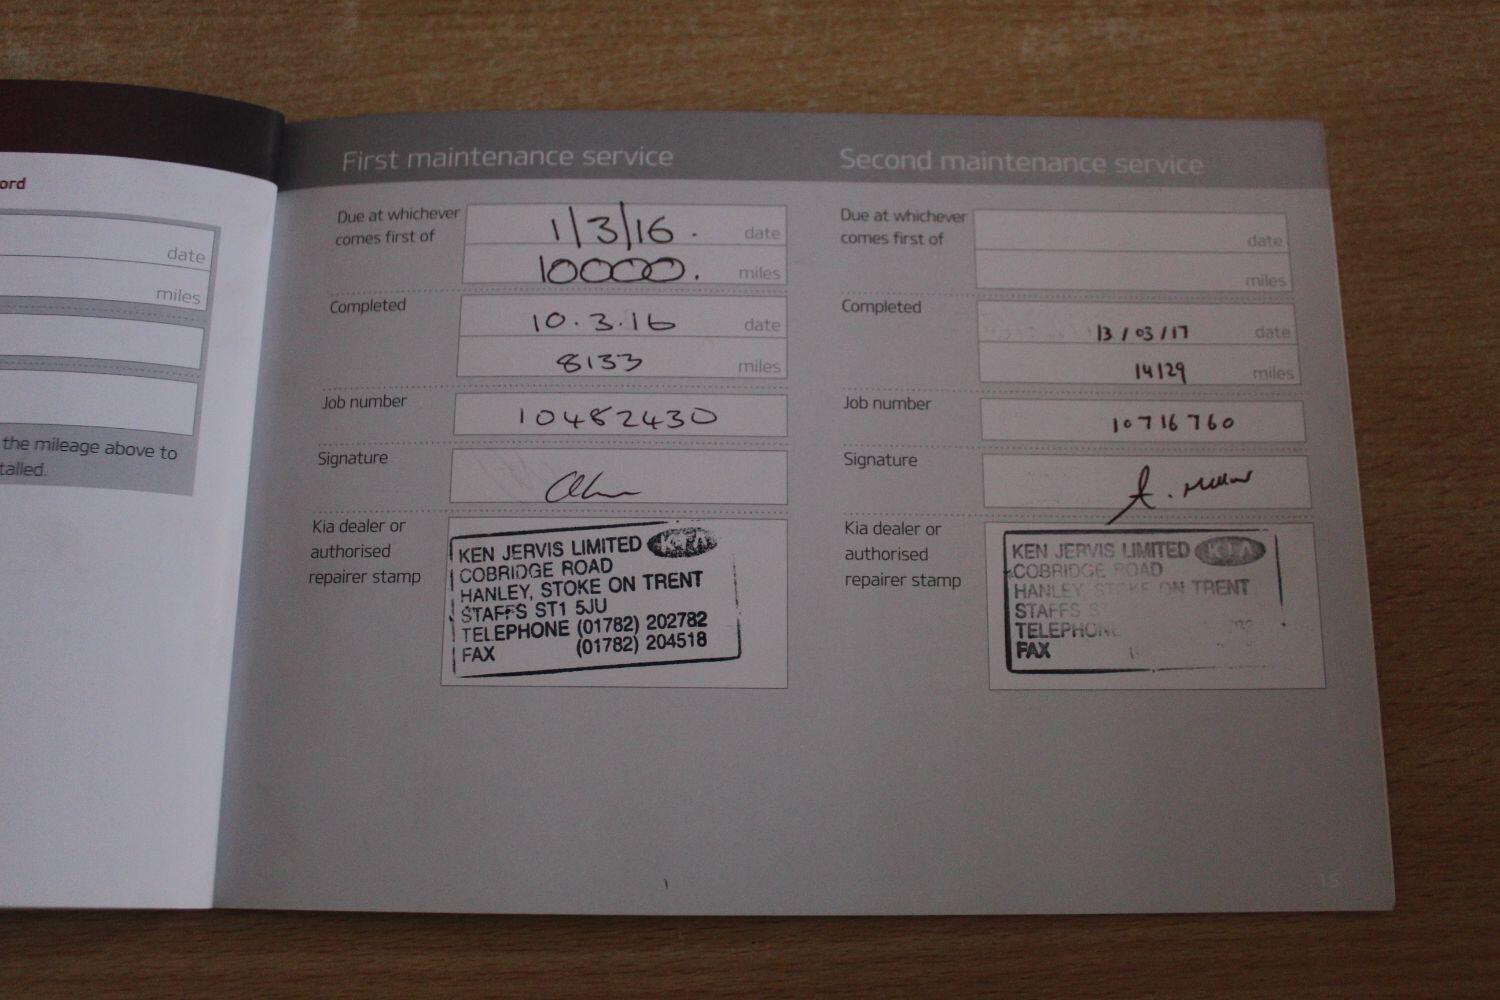 ord
date
miles
the mileage above to
talled.
First maintenance service
Due at whichever
comes first of
1/3/16. date
10000. miles
Completed
10.3.16 date
8133 miles
Job number
10482430
Signature
Kia dealer or
authorised
repairer stamp
KEN JERVIS LIMITED KIA
COBRIDGE ROAD
HANLEY, STOKE ON TRENT
STAFFS ST1 5JU
TELEPHONE (01782) 202782
FAX (01782) 204518
Second maintenance service
Due at whichever
comes first of
date
miles
Completed
13/03/17 date
14129 miles
Job number
10716760
Signature
Kia dealer or
authorised
repairer stamp
KEN JERVIS LIMITED KIA
COBRIDGE ROAD
HANLEY, STOKE ON TRENT
STAFFS
TELEPHONE
FAX
15